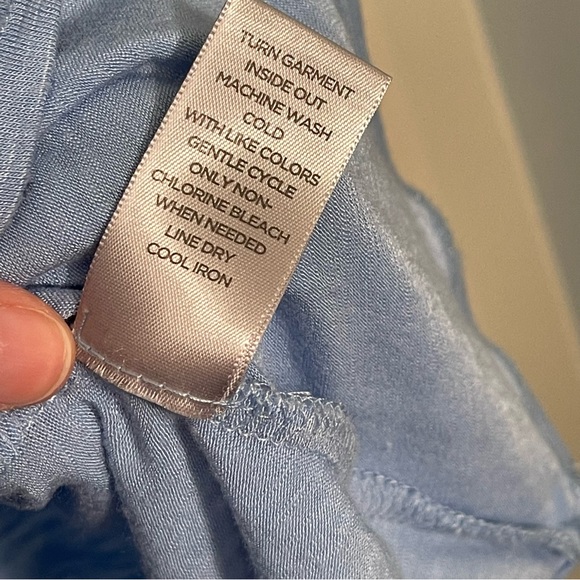 TURN GARMENT
INSIDE OUT
MACHINE WASH
COLD
WITH LIKE COLORS
GENTLE CYCLE
ONLY NON-
CHLORINE BLEACH
WHEN NEEDED
LINE DRY
COOL IRON